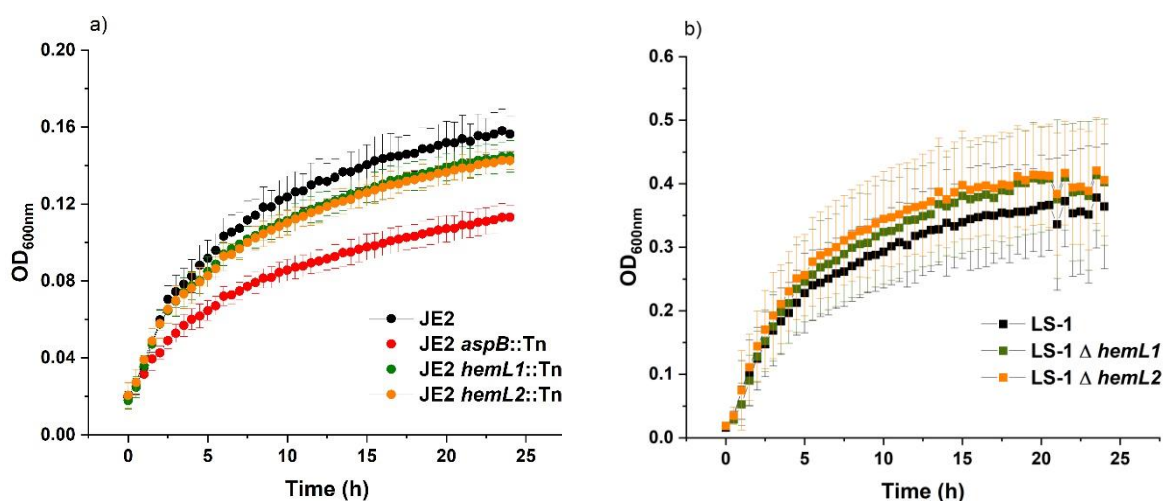 a)
0.20
0.16
0.12
0.08
0.04
0.00
OD600nm
JE2
JE2 aspB::Tn
JE2 hemL1::Tn
JE2 hemL2::Tn
0 5 10 15 20 25
Time (h)
b)
0.6
0.5
0.4
0.3
0.2
0.1
0.0
OD600nm
LS-1
LS-1 Δ hemL1
LS-1 Δ hemL2
0 5 10 15 20 25
Time (h)